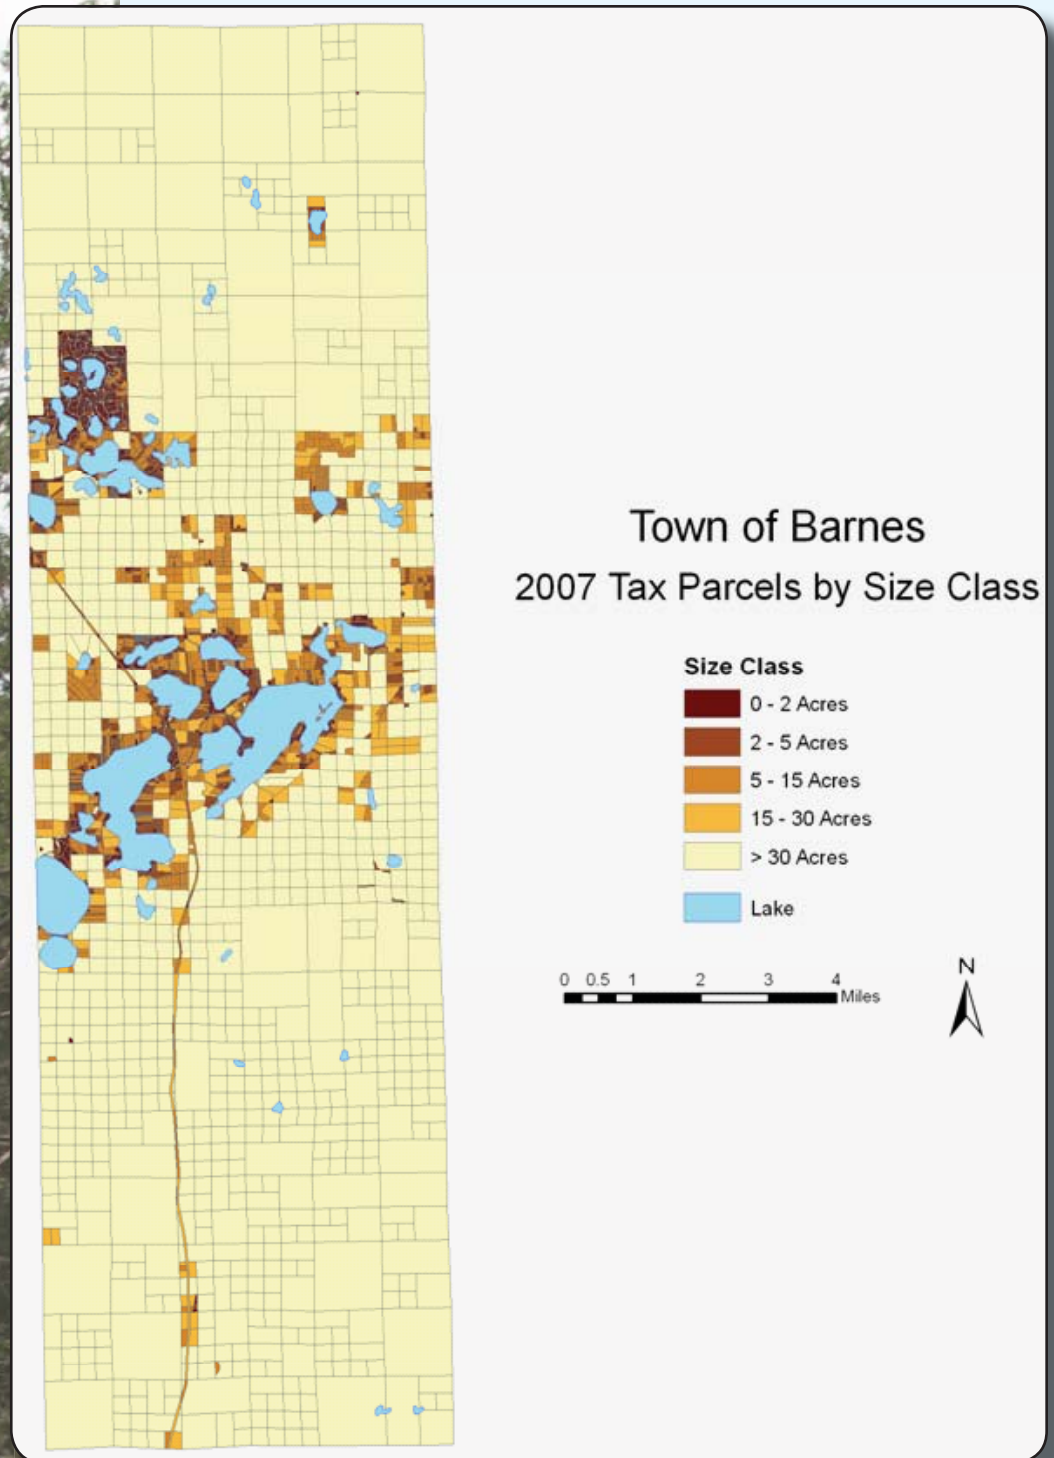 Town of Barnes
2007 Tax Parcels by Size Class
Size Class
0 - 2 Acres
2 - 5 Acres
5 - 15 Acres
15 - 30 Acres
> 30 Acres
Lake
N
0 0.5 1 2 3 4
Miles